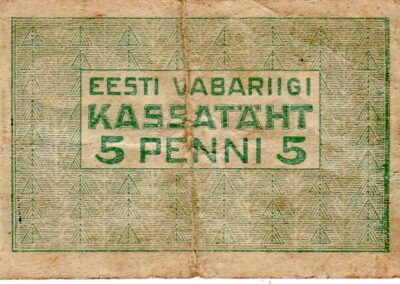 EESTI VABARIIGI
KASSATÄHT
5 PENNI 5